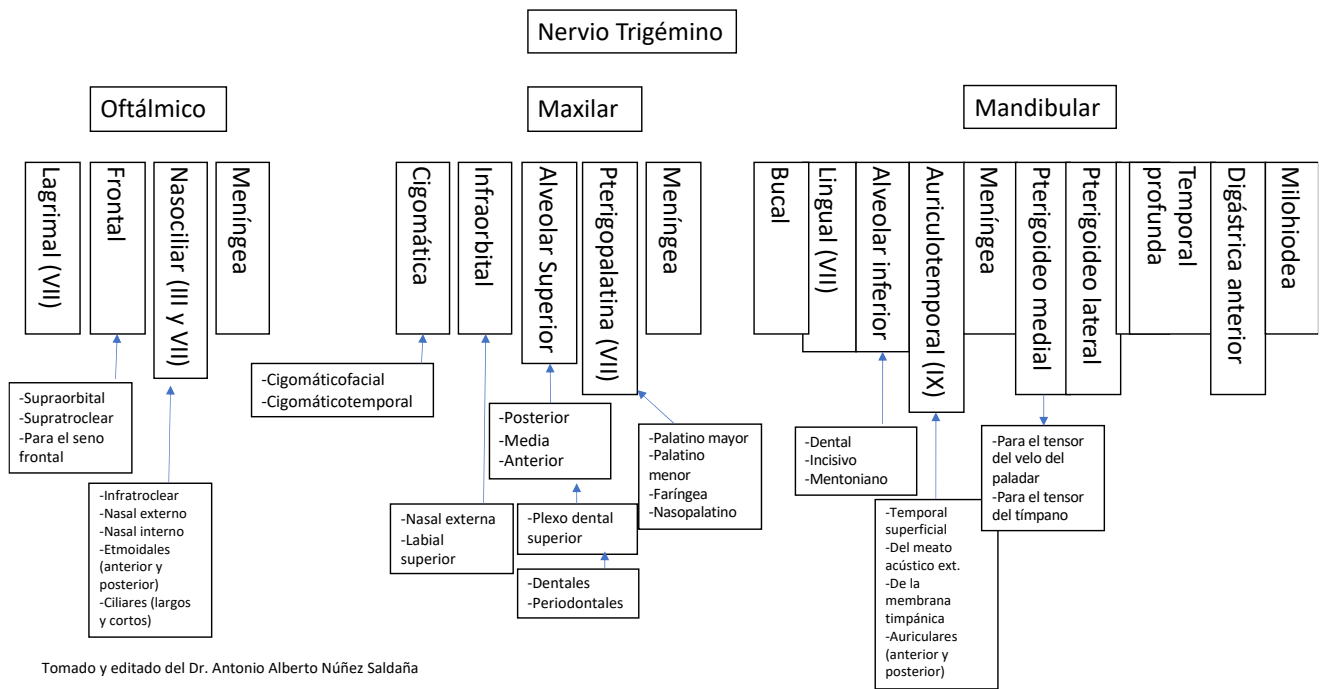 Nervio Trigémino
Oftálmico
Maxilar
Mandibular
Lagrimal (VII)
Frontal
Nasociliar (III y VII)
Meníngea
Cigomática
Infraorbital
Alveolar Superior
Pterigopalatina (VII)
Meníngea
Bucal
Lingual (VII)
Alveolar inferior
Auriculotemporal (IX)
Meníngea
Pterigoideo medial
Pterigoideo lateral
Temporal
profunda
Digástrica anterior
Milohiodea
-Supraorbital
-Supratroclear
-Para el seno
frontal
-Infratroclear
-Nasal externo
-Nasal interno
-Etmoidales
(anterior y
posterior)
-Ciliares (largos
y cortos)
-Cigomáticofacial
-Cigomáticotemporal
-Nasal externa
-Labial
superior
-Posterior
-Media
-Anterior
-Plexo dental
superior
-Dentales
-Periodontales
-Palatino mayor
-Palatino
menor
-Faríngea
-Nasopalatino
-Dental
-Incisivo
-Mentoniano
-Temporal
superficial
-Del meato
acústico ext.
-De la
membrana
timpánica
-Auriculares
(anterior y
posterior)
-Para el tensor
del velo del
paladar
-Para el tensor
del tímpano
Tomado y editado del Dr. Antonio Alberto Núñez Saldaña